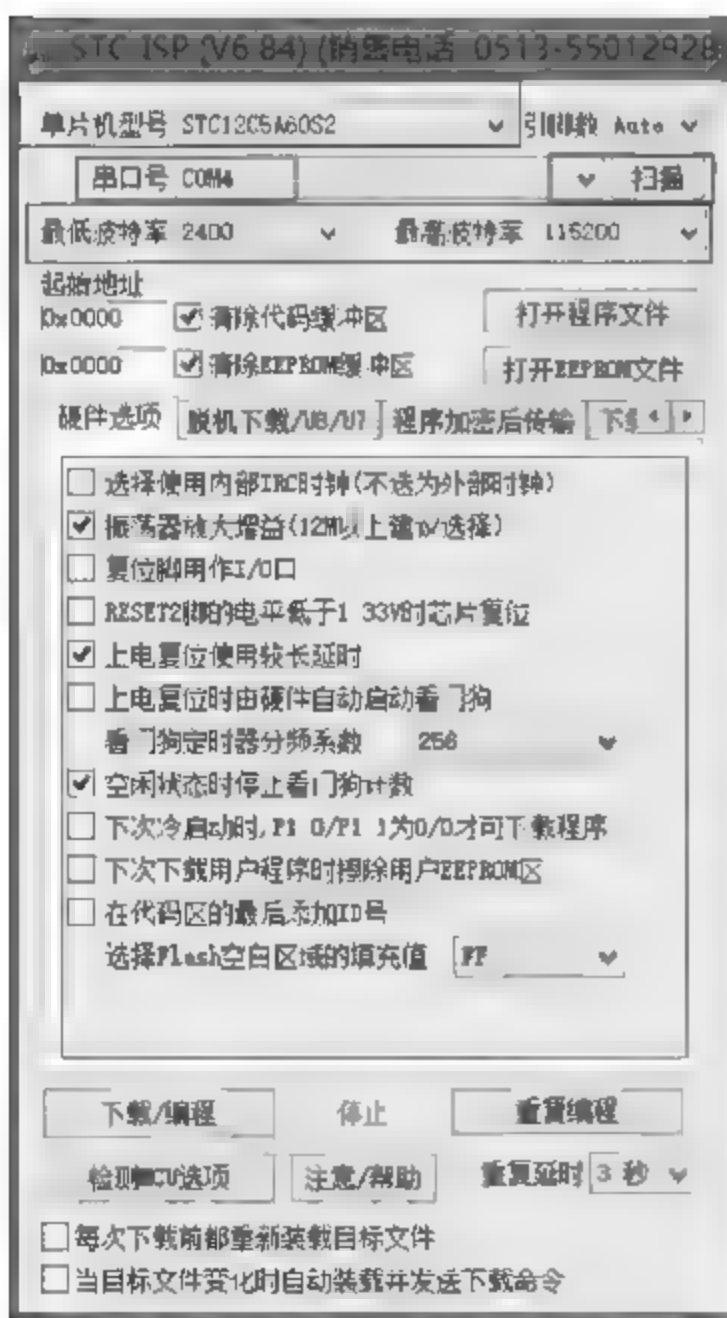 STC-ISP (V6.84) (销售电话: 0513-55012928
单片机型号 STC12C5A60S2 引脚数 Auto
串口号 COM4 扫描
最低波特率 2400 最高波特率 115200
起始地址
0x0000 清除代码缓冲区 打开程序文件
0x0000 清除EEPROM缓冲区 打开EEPROM文件
硬件选项 脱机下载/U8/U7 程序加密后传输
选择使用内部IRC时钟(不选为外部时钟)
振荡器放大增益(12M以上建议选择)
复位脚用作I/O口
RESET2脚的电平低于1.33V时芯片复位
上电复位使用较长延时
上电复位时由硬件自动启动看门狗
看门狗定时器分频系数 256
空闲状态时停止看门狗计数
下次冷启动时,P1.0/P1.1为0/0才可下载程序
下次下载用户程序时擦除用户EEPROM区
在代码区的最后添加ID号
选择Flash空白区域的填充值 FF
下载/编程 停止 重复编程
检测MCU选项 注意/帮助 重复延时 3 秒
每次下载前都重新装载目标文件
当目标文件变化时自动装载并发送下载命令